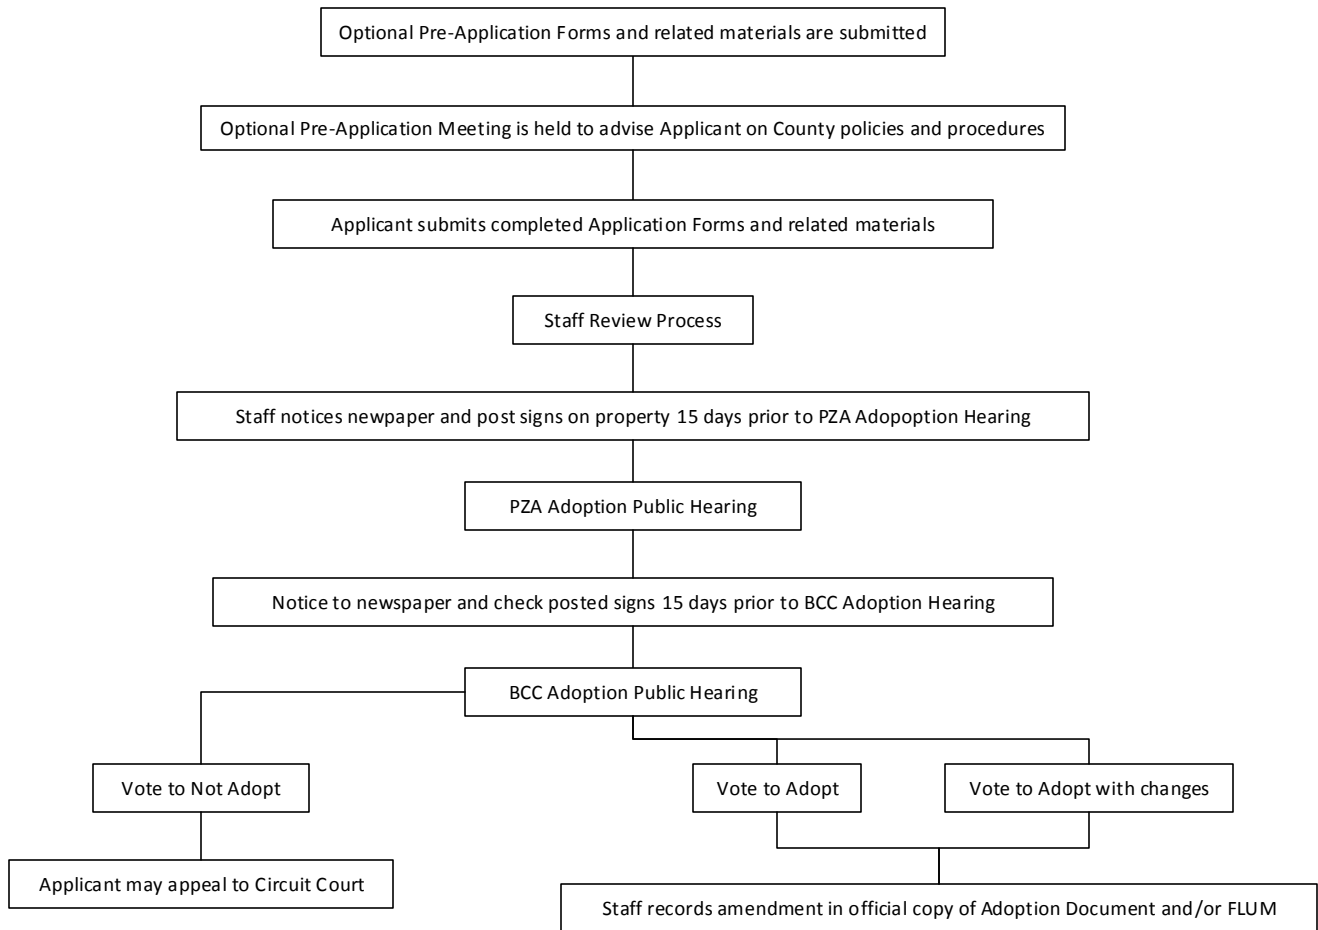 Optional Pre-Application Forms and related materials are submitted
Optional Pre-Application Meeting is held to advise Applicant on County policies and procedures
Applicant submits completed Application Forms and related materials
Staff Review Process
Staff notices newpaper and post signs on property 15 days prior to PZA Adopoption Hearing
PZA Adoption Public Hearing
Notice to newspaper and check posted signs 15 days prior to BCC Adoption Hearing
BCC Adoption Public Hearing
Vote to Not Adopt
Vote to Adopt
Vote to Adopt with changes
Applicant may appeal to Circuit Court
Staff records amendment in official copy of Adoption Document and/or FLUM